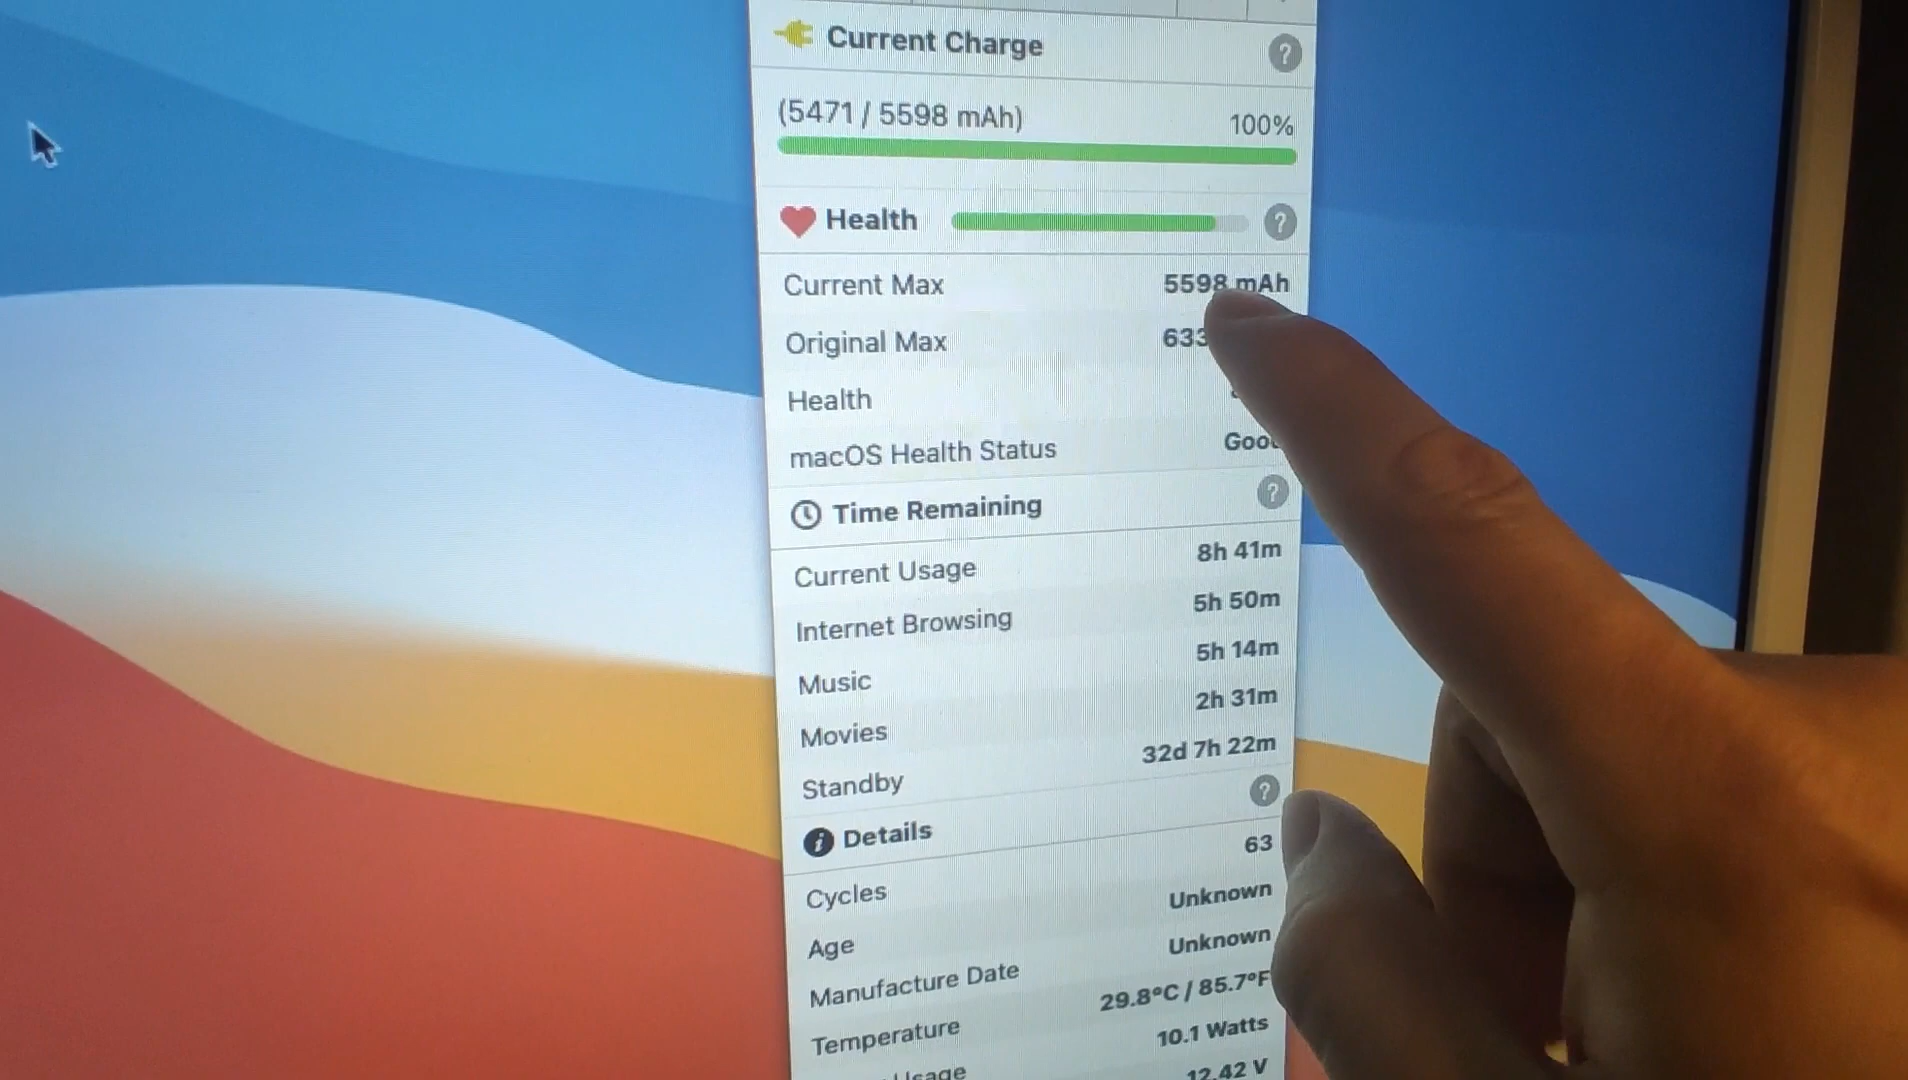 Current Charge ?
(5471 / 5598 mAh) 100%
Health ?
Current Max 5598 mAh
Original Max
Health
macOS Health Status
Time Remaining ?
Current Usage 8h 41m
Internet Browsing 5h 50m
Music 5h 14m
Movies 2h 31m
Standby 32d 7h 22m
Details ?
Cycles 63
Age Unknown
Manufacture Date Unknown
Temperature 29.8°C / 85.7°F
10.1 Watts
12.42 V